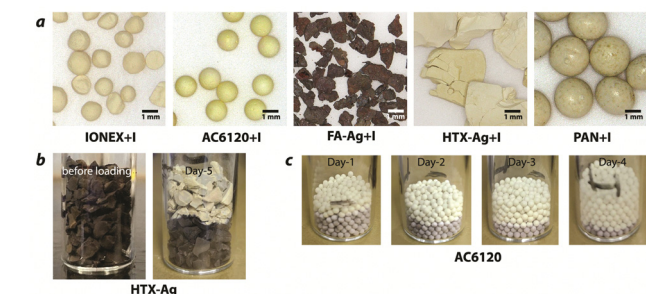 a
1 mm
1 mm
1 mm
1 mm
1 mm
IONEX+I
AC6120+I
FA-Ag+I
HTX-Ag+I
PAN+I
b
before loading
Day-5
HTX-Ag
c
Day-1
Day-2
Day-3
Day-4
AC6120